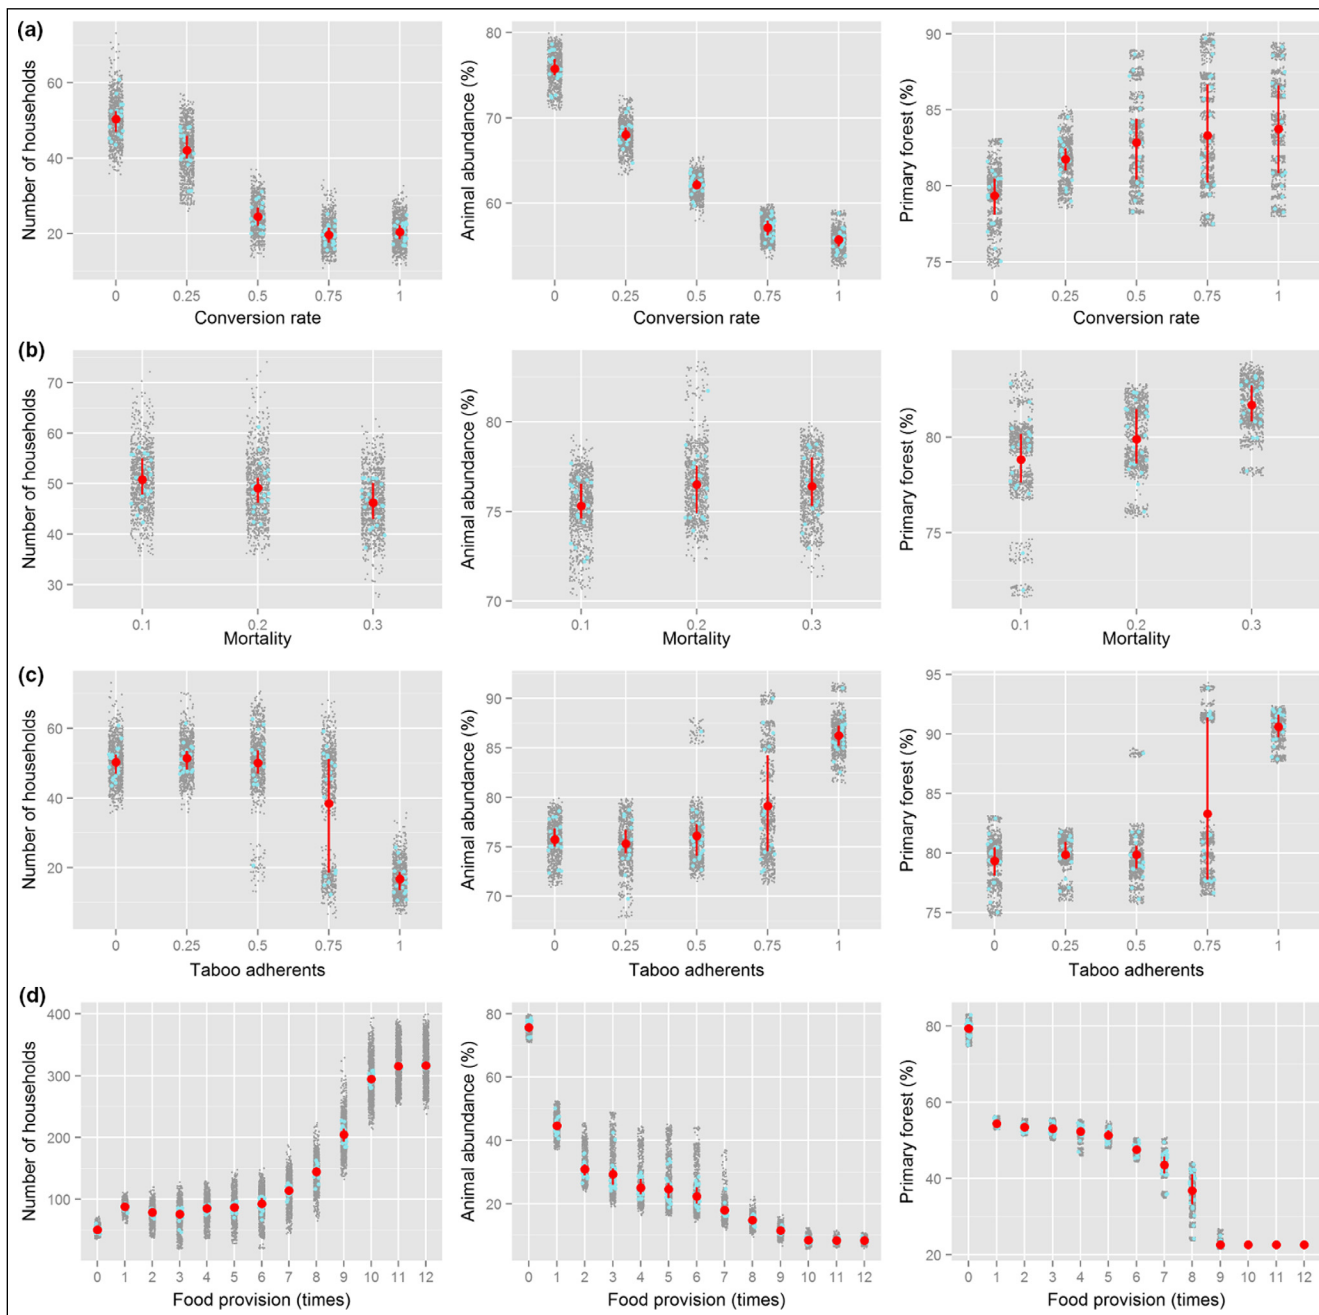 (a)
Number of households
60
40
20
0 0.25 0.5 0.75 1
Conversion rate
Animal abundance (%)
80
70
60
0 0.25 0.5 0.75 1
Conversion rate
Primary forest (%)
90
85
80
75
0 0.25 0.5 0.75 1
Conversion rate
(b)
Number of households
70
60
50
40
30
0.1 0.2 0.3
Mortality
Animal abundance (%)
80
75
70
0.1 0.2 0.3
Mortality
Primary forest (%)
80
75
0.1 0.2 0.3
Mortality
(c)
Number of households
60
40
20
0 0.25 0.5 0.75 1
Taboo adherents
Animal abundance (%)
90
85
80
75
70
0 0.25 0.5 0.75 1
Taboo adherents
Primary forest (%)
95
90
85
80
75
0 0.25 0.5 0.75 1
Taboo adherents
(d)
Number of households
400
300
200
100
0 1 2 3 4 5 6 7 8 9 10 11 12
Food provision (times)
Animal abundance (%)
80
60
40
20
0 1 2 3 4 5 6 7 8 9 10 11 12
Food provision (times)
Primary forest (%)
80
60
40
20
0 1 2 3 4 5 6 7 8 9 10 11 12
Food provision (times)